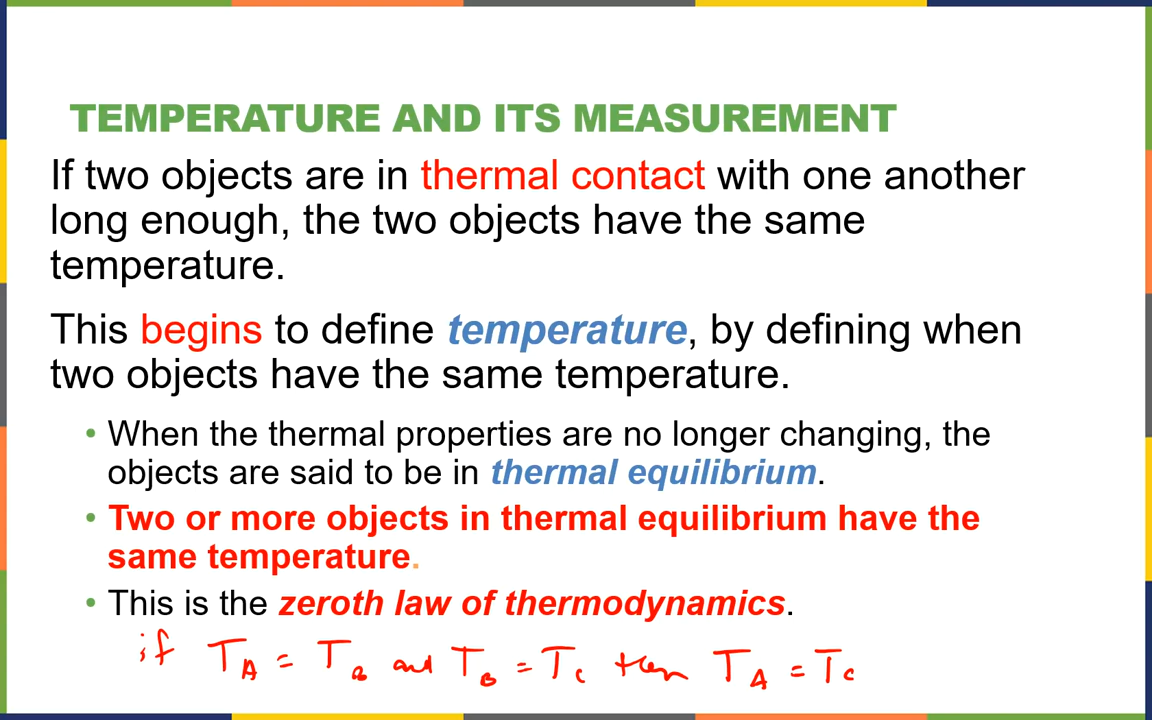 TEMPERATURE AND ITS MEASUREMENT
If two objects are in thermal contact with one another
long enough, the two objects have the same
temperature.
This begins to define temperature, by defining when
two objects have the same temperature.
• When the thermal properties are no longer changing, the
objects are said to be in thermal equilibrium.
• Two or more objects in thermal equilibrium have the
same temperature.
• This is the zeroth law of thermodynamics.
if T_A = T_B and T_B = T_C then T_A = T_C